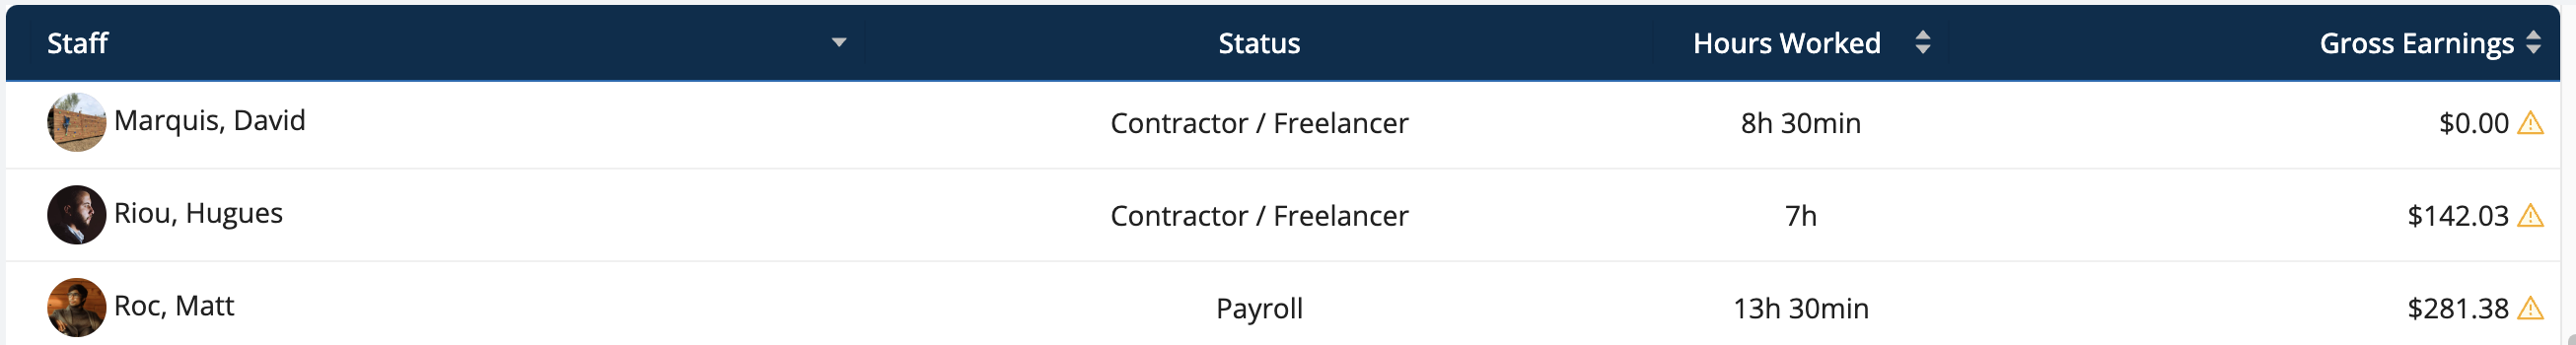 Staff Status Hours Worked Gross Earnings
Marquis, David Contractor / Freelancer 8h 30min $0.00
Riou, Hugues Contractor / Freelancer 7h $142.03
Roc, Matt Payroll 13h 30min $281.38